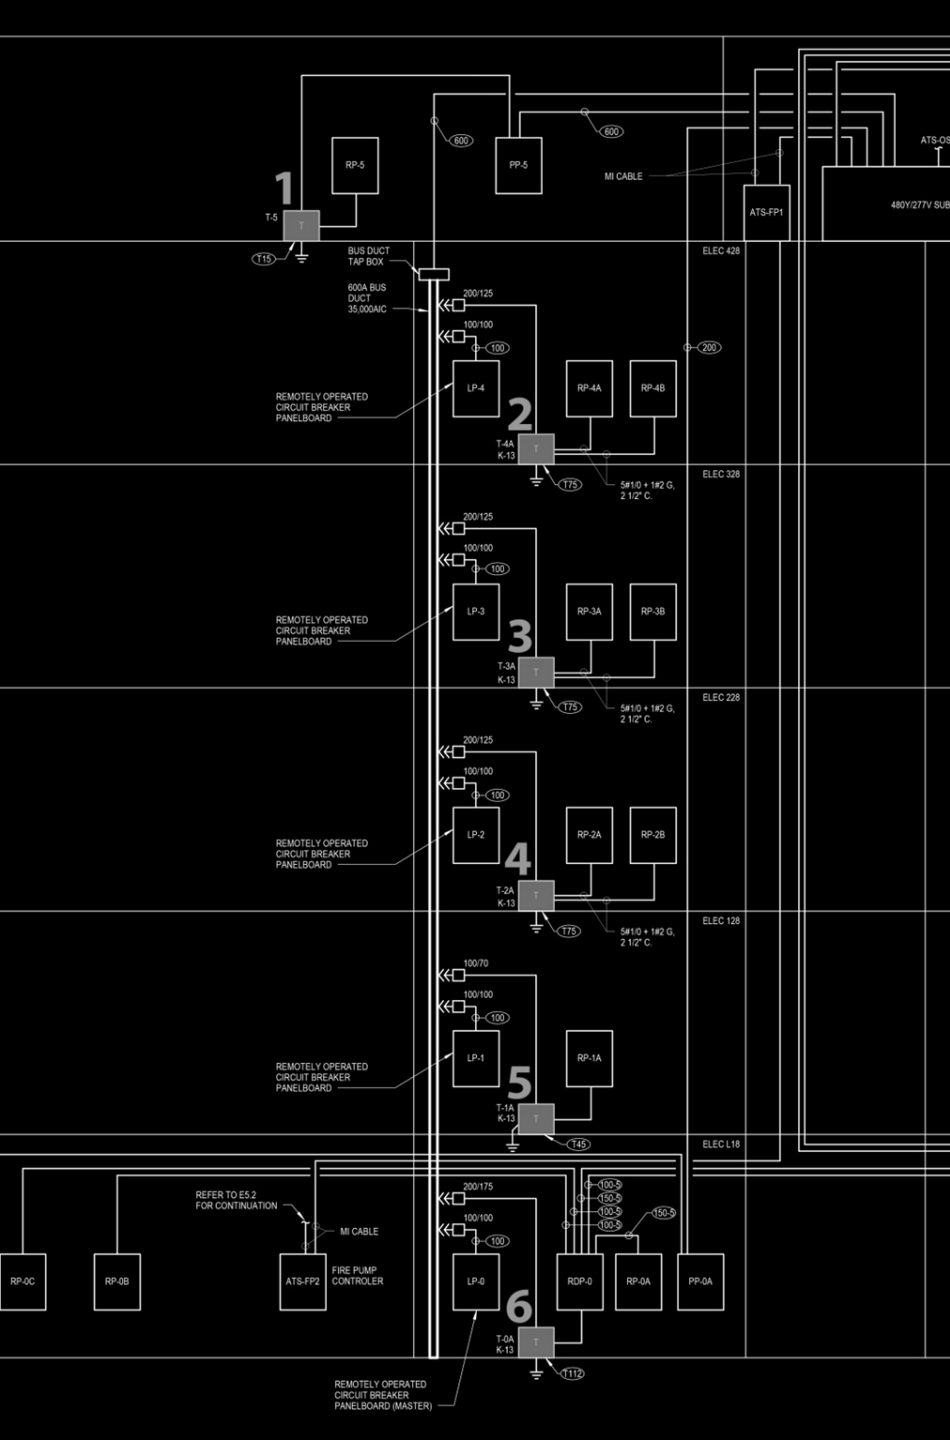 600
600
ATS-OS
RP-5
PP-5
MI CABLE
1
T-5
T
ATS-FP1
480Y/277V SUB
T15
BUS DUCT
TAP BOX
ELEC 428
600A BUS
DUCT
35,000AIC
200/125
100/100
100
200
LP-4
RP-4A
RP-4B
REMOTELY OPERATED
CIRCUIT BREAKER
PANELBOARD
2
T-4A
K-13
T
T75
5#1/0 + 1#2 G,
2 1/2" C.
ELEC 328
200/125
100/100
100
LP-3
RP-3A
RP-3B
REMOTELY OPERATED
CIRCUIT BREAKER
PANELBOARD
3
T-3A
K-13
T
T75
5#1/0 + 1#2 G,
2 1/2" C.
ELEC 228
200/125
100/100
100
LP-2
RP-2A
RP-2B
REMOTELY OPERATED
CIRCUIT BREAKER
PANELBOARD
4
T-2A
K-13
T
T75
5#1/0 + 1#2 G,
2 1/2" C.
ELEC 128
100/70
100/100
100
LP-1
RP-1A
REMOTELY OPERATED
CIRCUIT BREAKER
PANELBOARD
5
T-1A
K-13
T
T45
ELEC L18
REFER TO E5.2
FOR CONTINUATION
MI CABLE
200/175
100/100
100
100-5
150-5
100-5
100-5
150-5
RP-0C
RP-0B
ATS-FP2
FIRE PUMP
CONTROLER
LP-0
RDP-0
RP-0A
PP-0A
6
T-0A
K-13
T
T112
REMOTELY OPERATED
CIRCUIT BREAKER
PANELBOARD (MASTER)